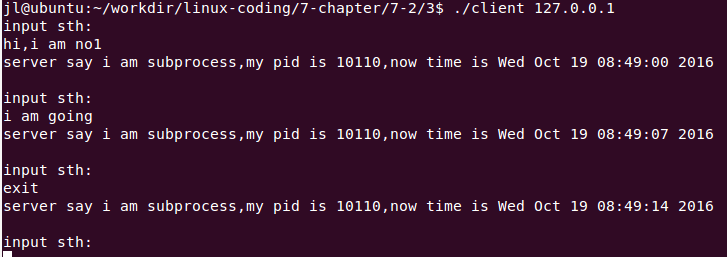 jl@ubuntu:~/workdir/linux-coding/7-chapter/7-2/3$ ./client 127.0.0.1
input sth:
hi,i am no1
server say i am subprocess,my pid is 10110,now time is Wed Oct 19 08:49:00 2016
input sth:
i am going
server say i am subprocess,my pid is 10110,now time is Wed Oct 19 08:49:07 2016
input sth:
exit
server say i am subprocess,my pid is 10110,now time is Wed Oct 19 08:49:14 2016
input sth: